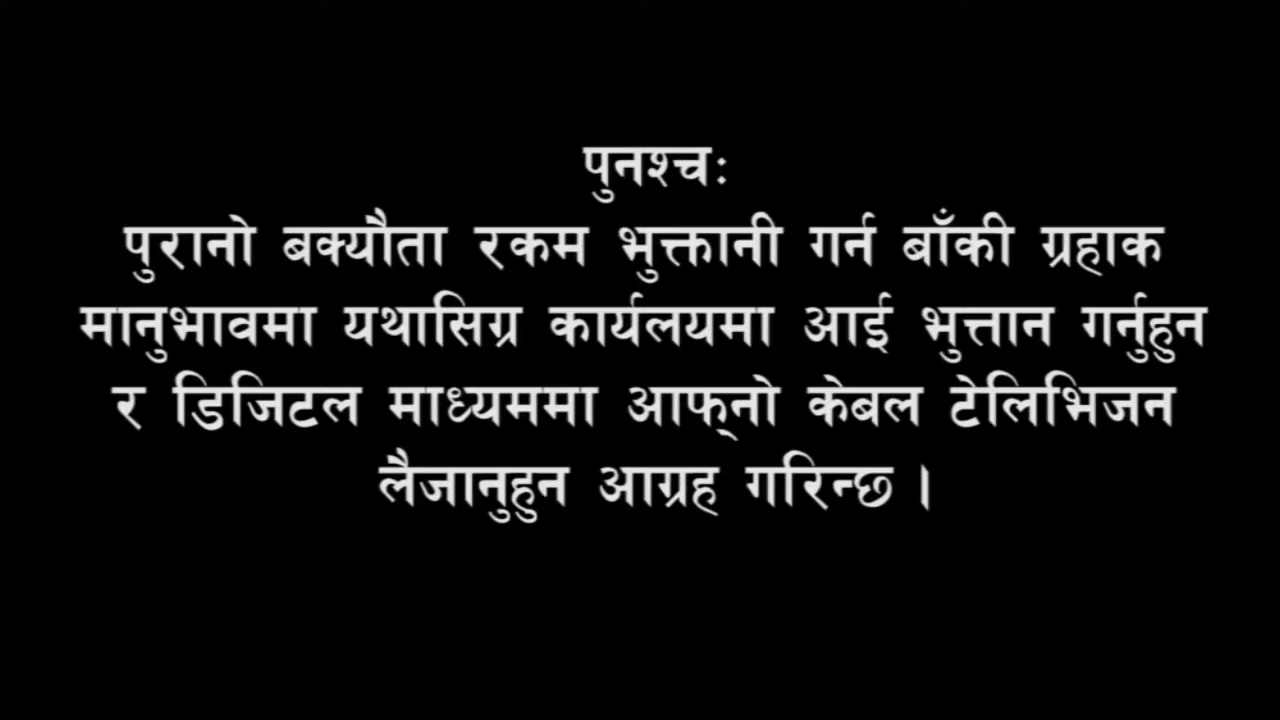 पुनश्चः
पुरानो बक्यौता रकम भुक्तानी गर्न बाँकी ग्रहाक
मानुभावमा यथासिग्र कार्यलयमा आई भुत्तान गर्नुहुन
र डिजिटल माध्यममा आफ्‌नो केबल टेलिभिजन
लैजानुहुन आग्रह गरिन्छ ।